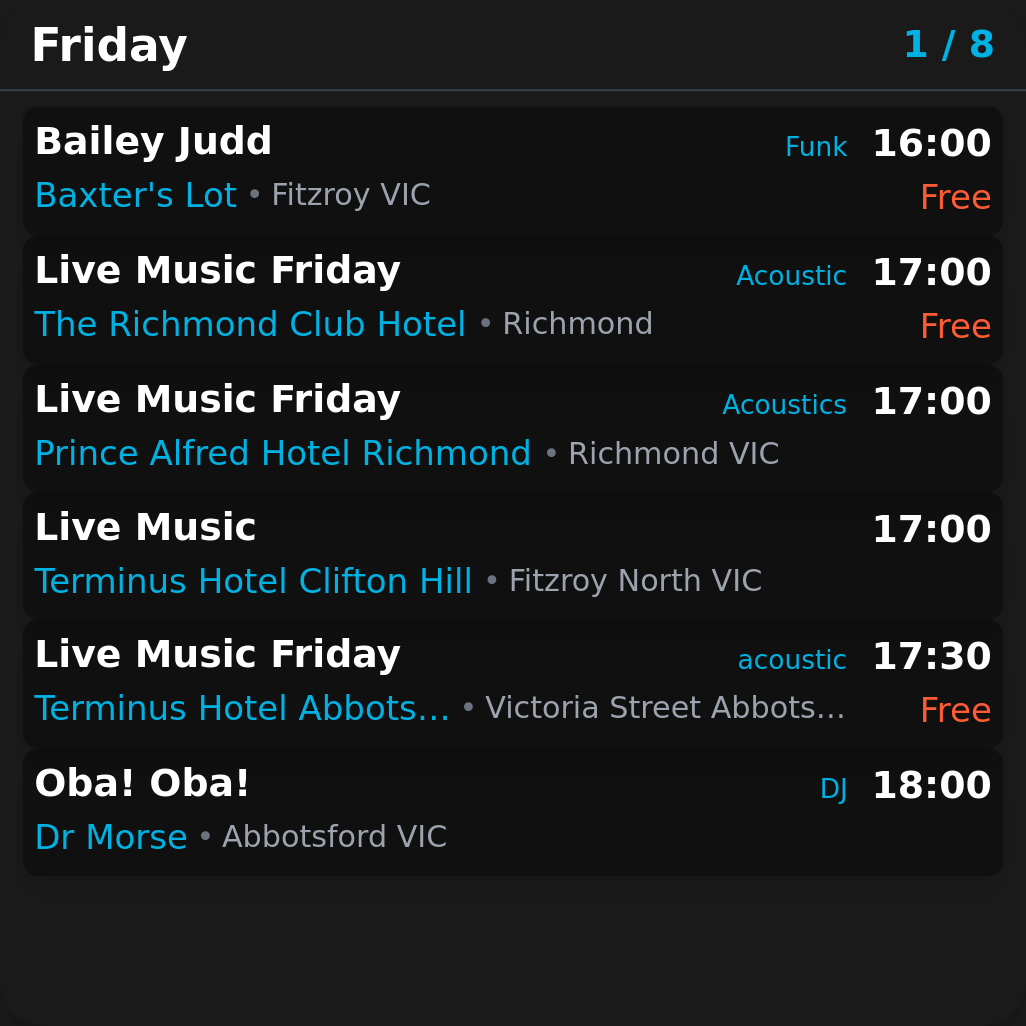 Friday 1 / 8
Bailey Judd Funk 16:00
Baxter's Lot • Fitzroy VIC Free
Live Music Friday Acoustic 17:00
The Richmond Club Hotel • Richmond Free
Live Music Friday Acoustics 17:00
Prince Alfred Hotel Richmond • Richmond VIC
Live Music 17:00
Terminus Hotel Clifton Hill • Fitzroy North VIC
Live Music Friday acoustic 17:30
Terminus Hotel Abbots... • Victoria Street Abbots... Free
Oba! Oba! DJ 18:00
Dr Morse • Abbotsford VIC